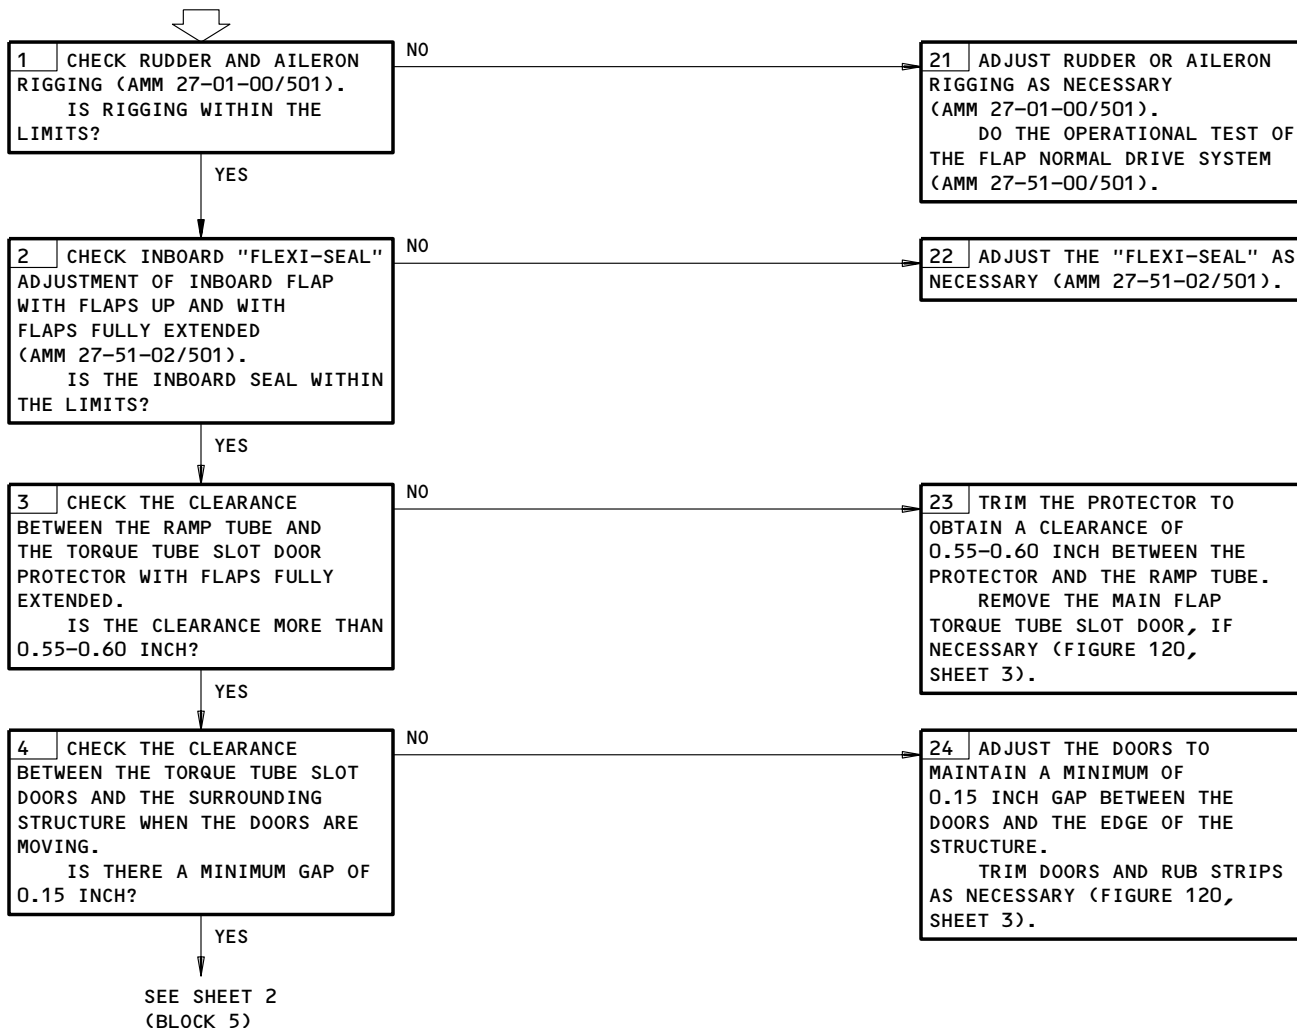 1 CHECK RUDDER AND AILERON
RIGGING (AMM 27-01-00/501).
IS RIGGING WITHIN THE
LIMITS?
NO
21 ADJUST RUDDER OR AILERON
RIGGING AS NECESSARY
(AMM 27-01-00/501).
DO THE OPERATIONAL TEST OF
THE FLAP NORMAL DRIVE SYSTEM
(AMM 27-51-00/501).
YES
2 CHECK INBOARD "FLEXI-SEAL"
ADJUSTMENT OF INBOARD FLAP
WITH FLAPS UP AND WITH
FLAPS FULLY EXTENDED
(AMM 27-51-02/501).
IS THE INBOARD SEAL WITHIN
THE LIMITS?
NO
22 ADJUST THE "FLEXI-SEAL" AS
NECESSARY (AMM 27-51-02/501).
YES
3 CHECK THE CLEARANCE
BETWEEN THE RAMP TUBE AND
THE TORQUE TUBE SLOT DOOR
PROTECTOR WITH FLAPS FULLY
EXTENDED.
IS THE CLEARANCE MORE THAN
0.55-0.60 INCH?
NO
23 TRIM THE PROTECTOR TO
OBTAIN A CLEARANCE OF
0.55-0.60 INCH BETWEEN THE
PROTECTOR AND THE RAMP TUBE.
REMOVE THE MAIN FLAP
TORQUE TUBE SLOT DOOR, IF
NECESSARY (FIGURE 120,
SHEET 3).
YES
4 CHECK THE CLEARANCE
BETWEEN THE TORQUE TUBE SLOT
DOORS AND THE SURROUNDING
STRUCTURE WHEN THE DOORS ARE
MOVING.
IS THERE A MINIMUM GAP OF
0.15 INCH?
NO
24 ADJUST THE DOORS TO
MAINTAIN A MINIMUM OF
0.15 INCH GAP BETWEEN THE
DOORS AND THE EDGE OF THE
STRUCTURE.
TRIM DOORS AND RUB STRIPS
AS NECESSARY (FIGURE 120,
SHEET 3).
YES
SEE SHEET 2
(BLOCK 5)